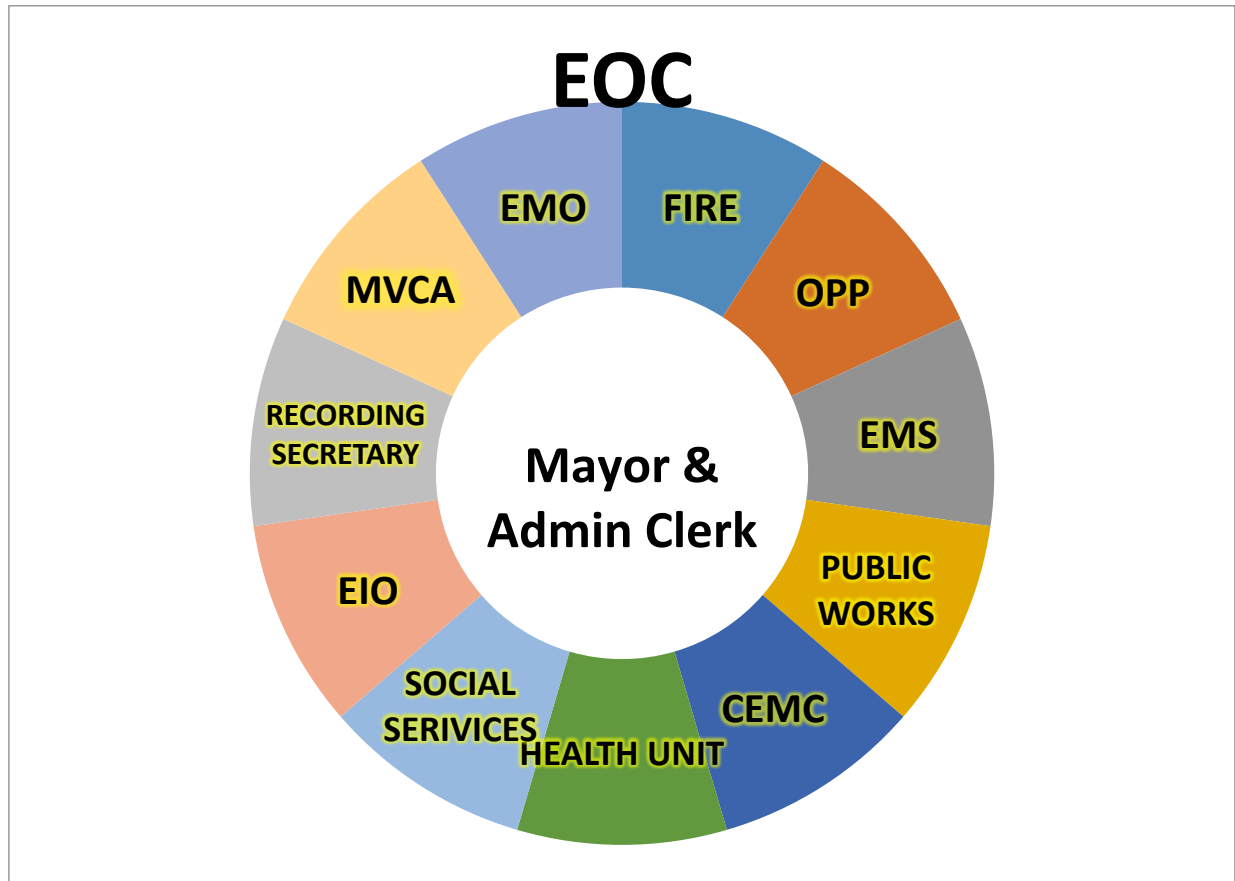 EOC
EMO
FIRE
MVCA
OPP
RECORDING
SECRETARY
EMS
Mayor &
Admin Clerk
EIO
PUBLIC
WORKS
SOCIAL
SERIVICES
CEMC
HEALTH UNIT